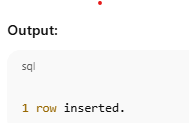 Output:
sql
1 row inserted.